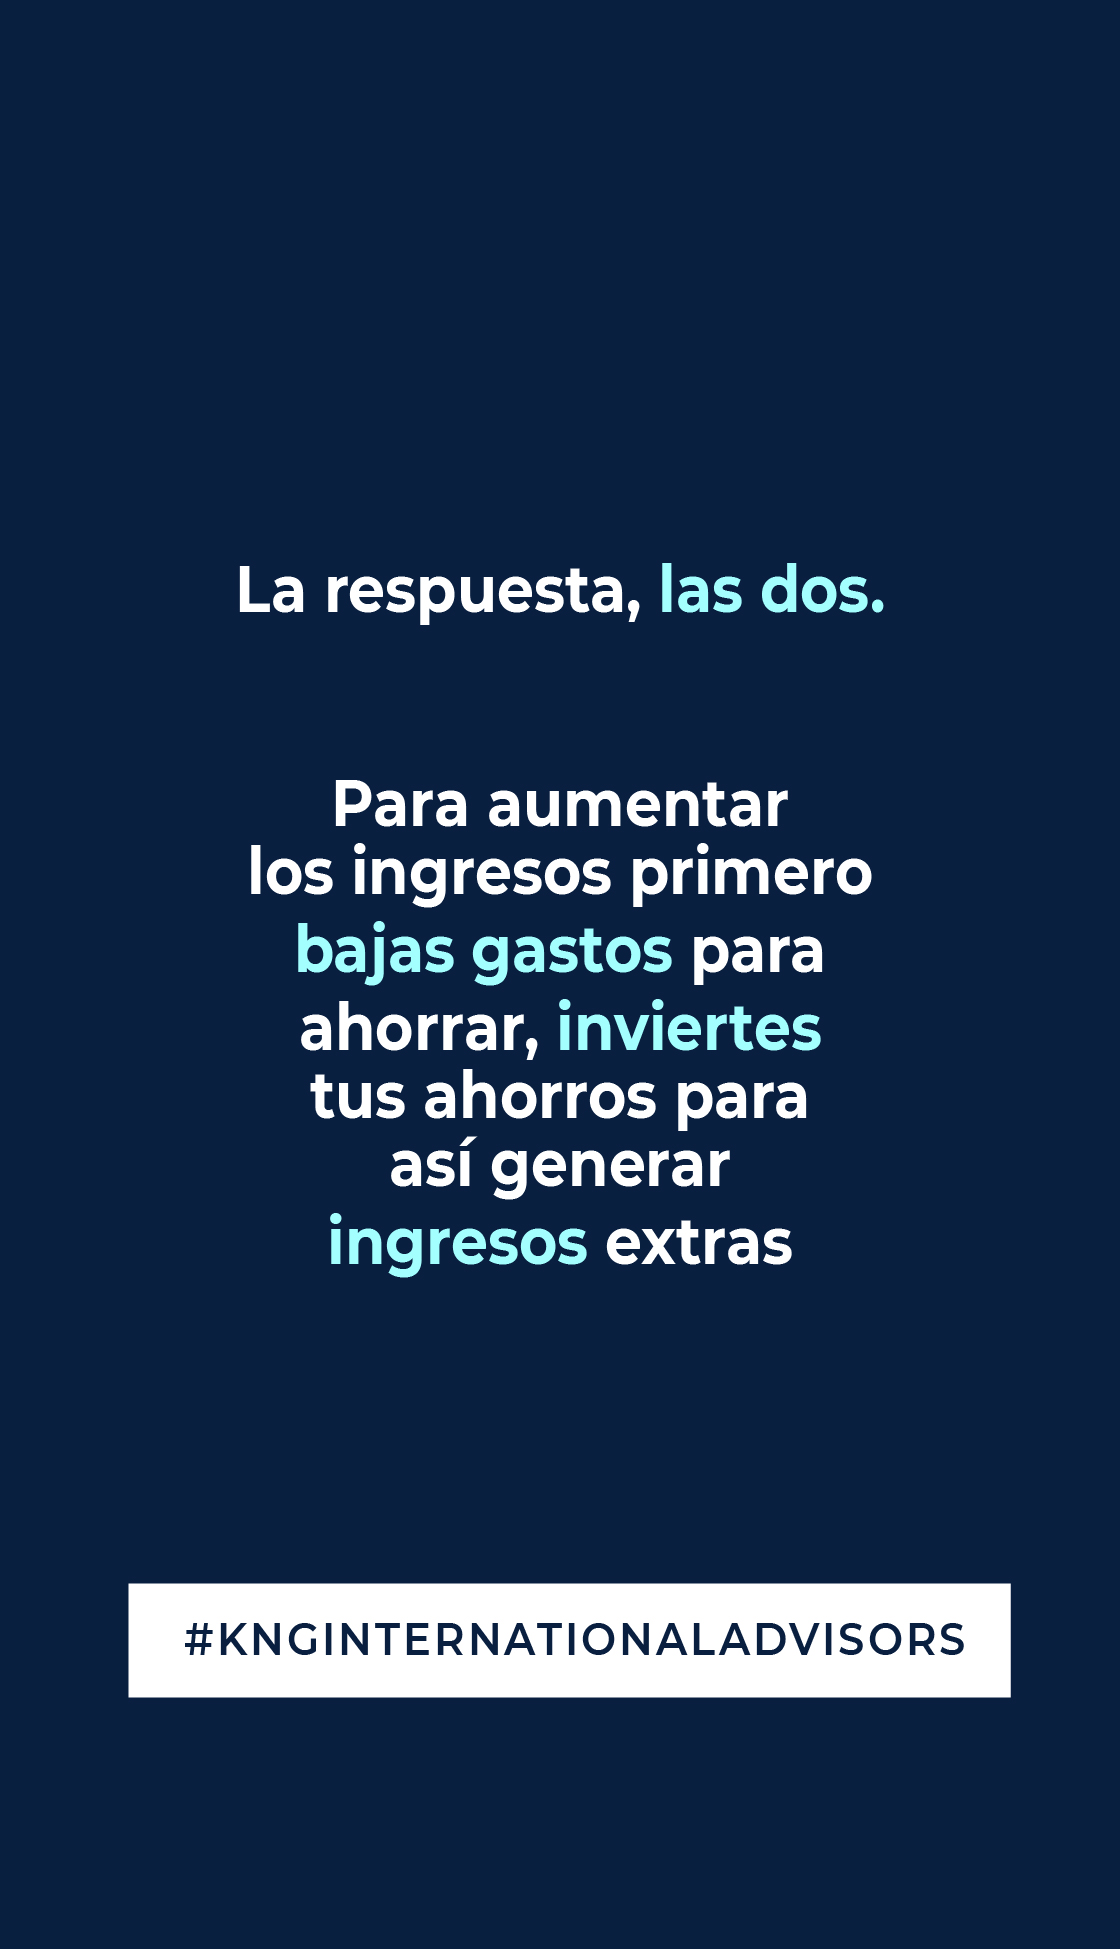 La respuesta, las dos.
Para aumentar
los ingresos primero
bajas gastos para
ahorrar, inviertes
tus ahorros para
así generar
ingresos extras
#KNGINTERNATIONALADVISORS